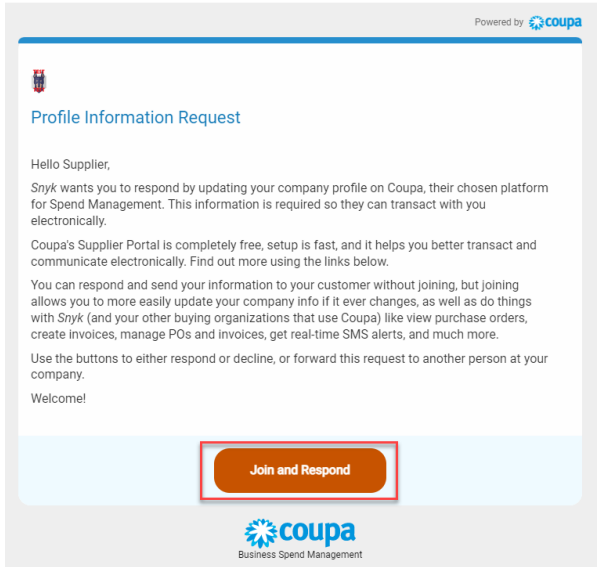 Powered by coupa
Profile Information Request
Hello Supplier,
Snyk wants you to respond by updating your company profile on Coupa, their chosen platform
for Spend Management. This information is required so they can transact with you
electronically.
Coupa's Supplier Portal is completely free, setup is fast, and it helps you better transact and
communicate electronically. Find out more using the links below.
You can respond and send your information to your customer without joining, but joining
allows you to more easily update your company info if it ever changes, as well as do things
with Snyk (and your other buying organizations that use Coupa) like view purchase orders,
create invoices, manage POs and invoices, get real-time SMS alerts, and much more.
Use the buttons to either respond or decline, or forward this request to another person at your
company.
Welcome!
Join and Respond
coupa
Business Spend Management